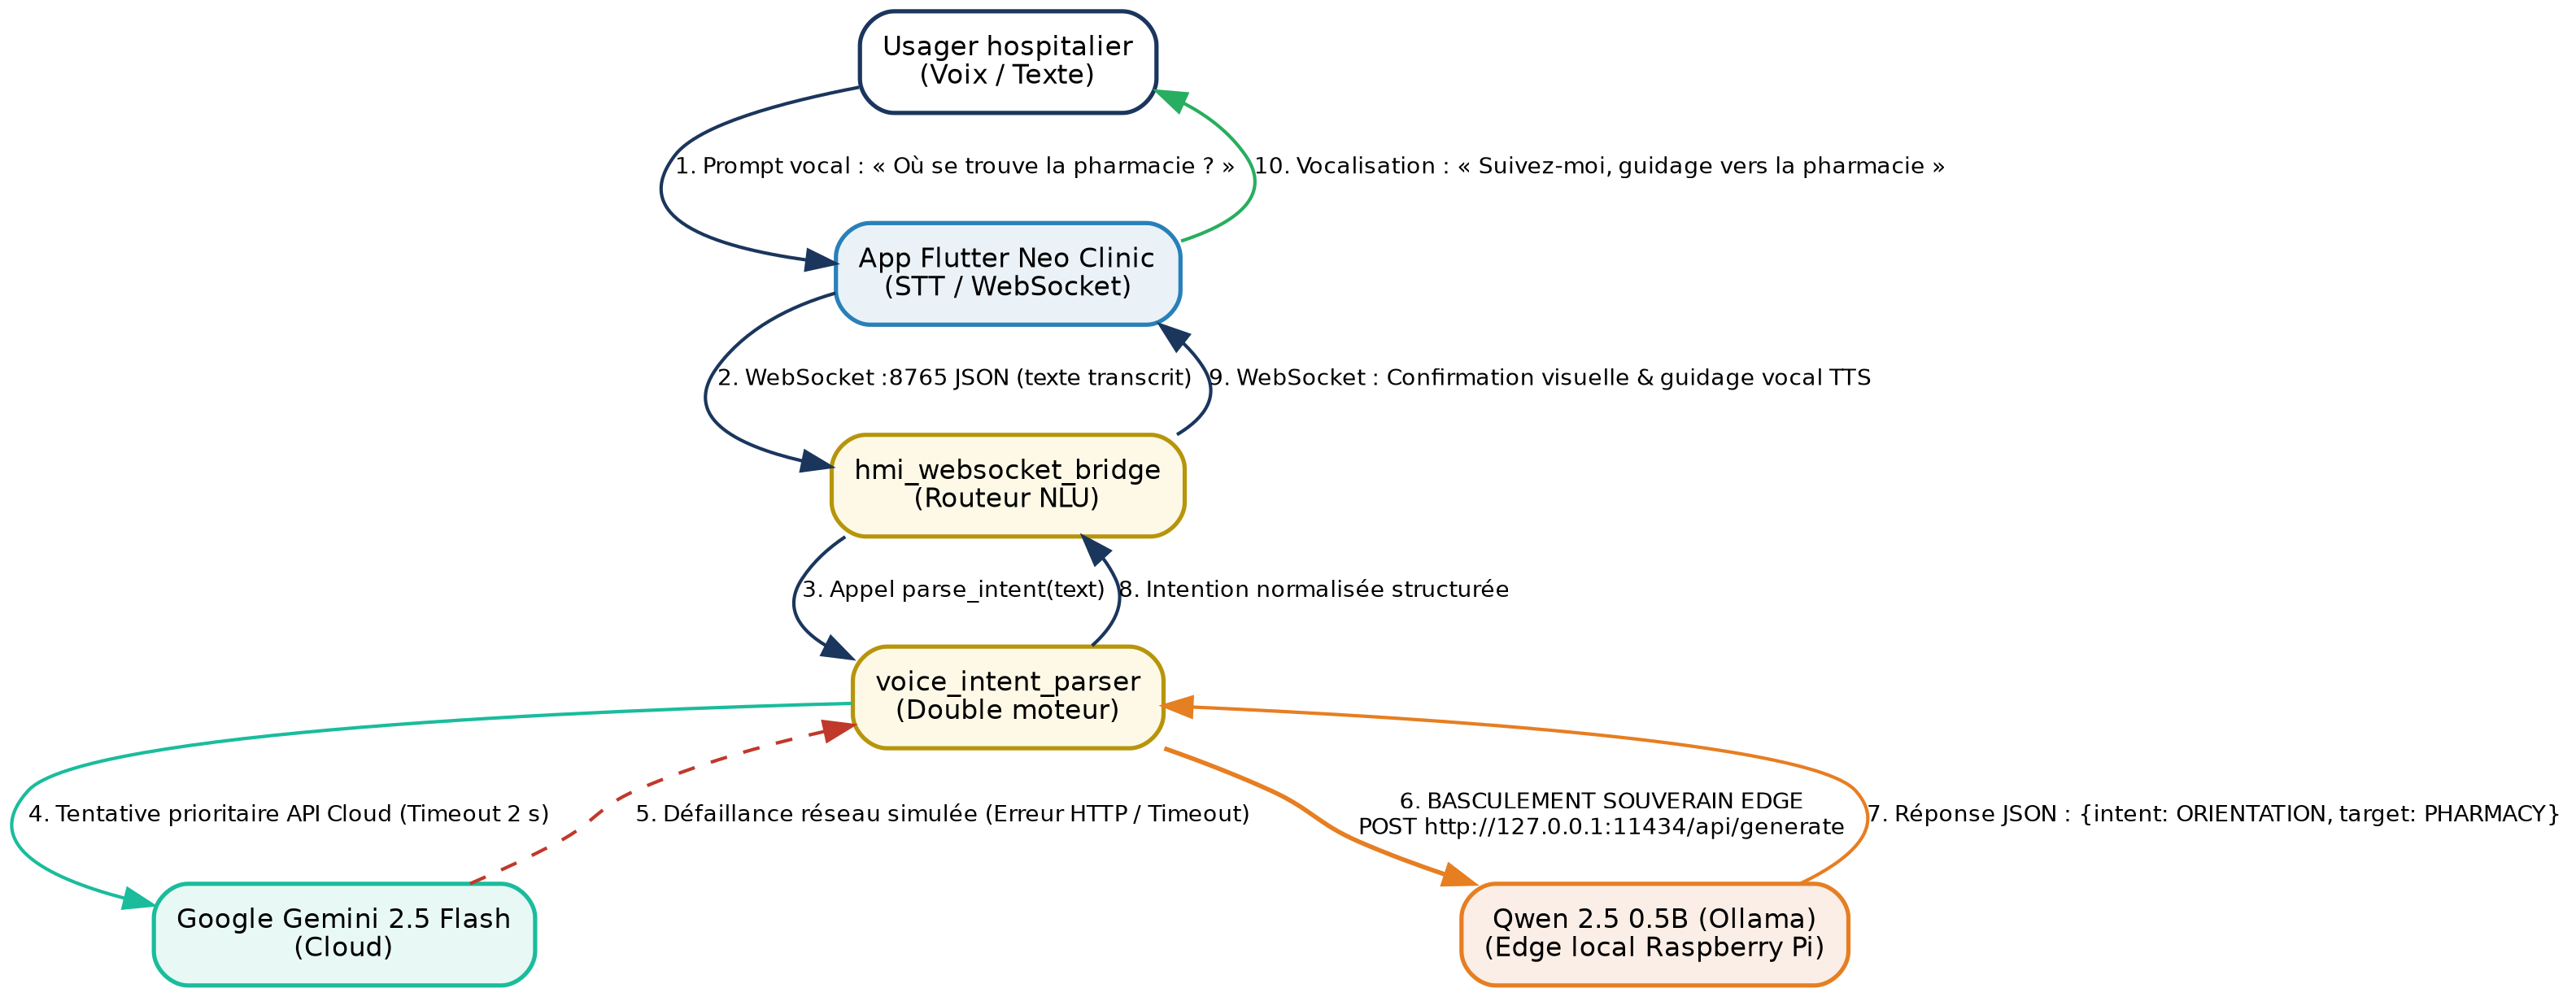 Usager hospitalier
(Voix / Texte)
1. Prompt vocal : « Où se trouve la pharmacie ? »
10. Vocalisation : « Suivez-moi, guidage vers la pharmacie »
App Flutter Neo Clinic
(STT / WebSocket)
2. WebSocket :8765 JSON (texte transcrit)
9. WebSocket : Confirmation visuelle & guidage vocal TTS
hmi_websocket_bridge
(Routeur NLU)
3. Appel parse_intent(text)
8. Intention normalisée structurée
voice_intent_parser
(Double moteur)
4. Tentative prioritaire API Cloud (Timeout 2 s)
5. Défaillance réseau simulée (Erreur HTTP / Timeout)
6. BASCULEMENT SOUVERAIN EDGE
POST http://127.0.0.1:11434/api/generate
7. Réponse JSON : {intent: ORIENTATION, target: PHARMACY}
Google Gemini 2.5 Flash
(Cloud)
Qwen 2.5 0.5B (Ollama)
(Edge local Raspberry Pi)